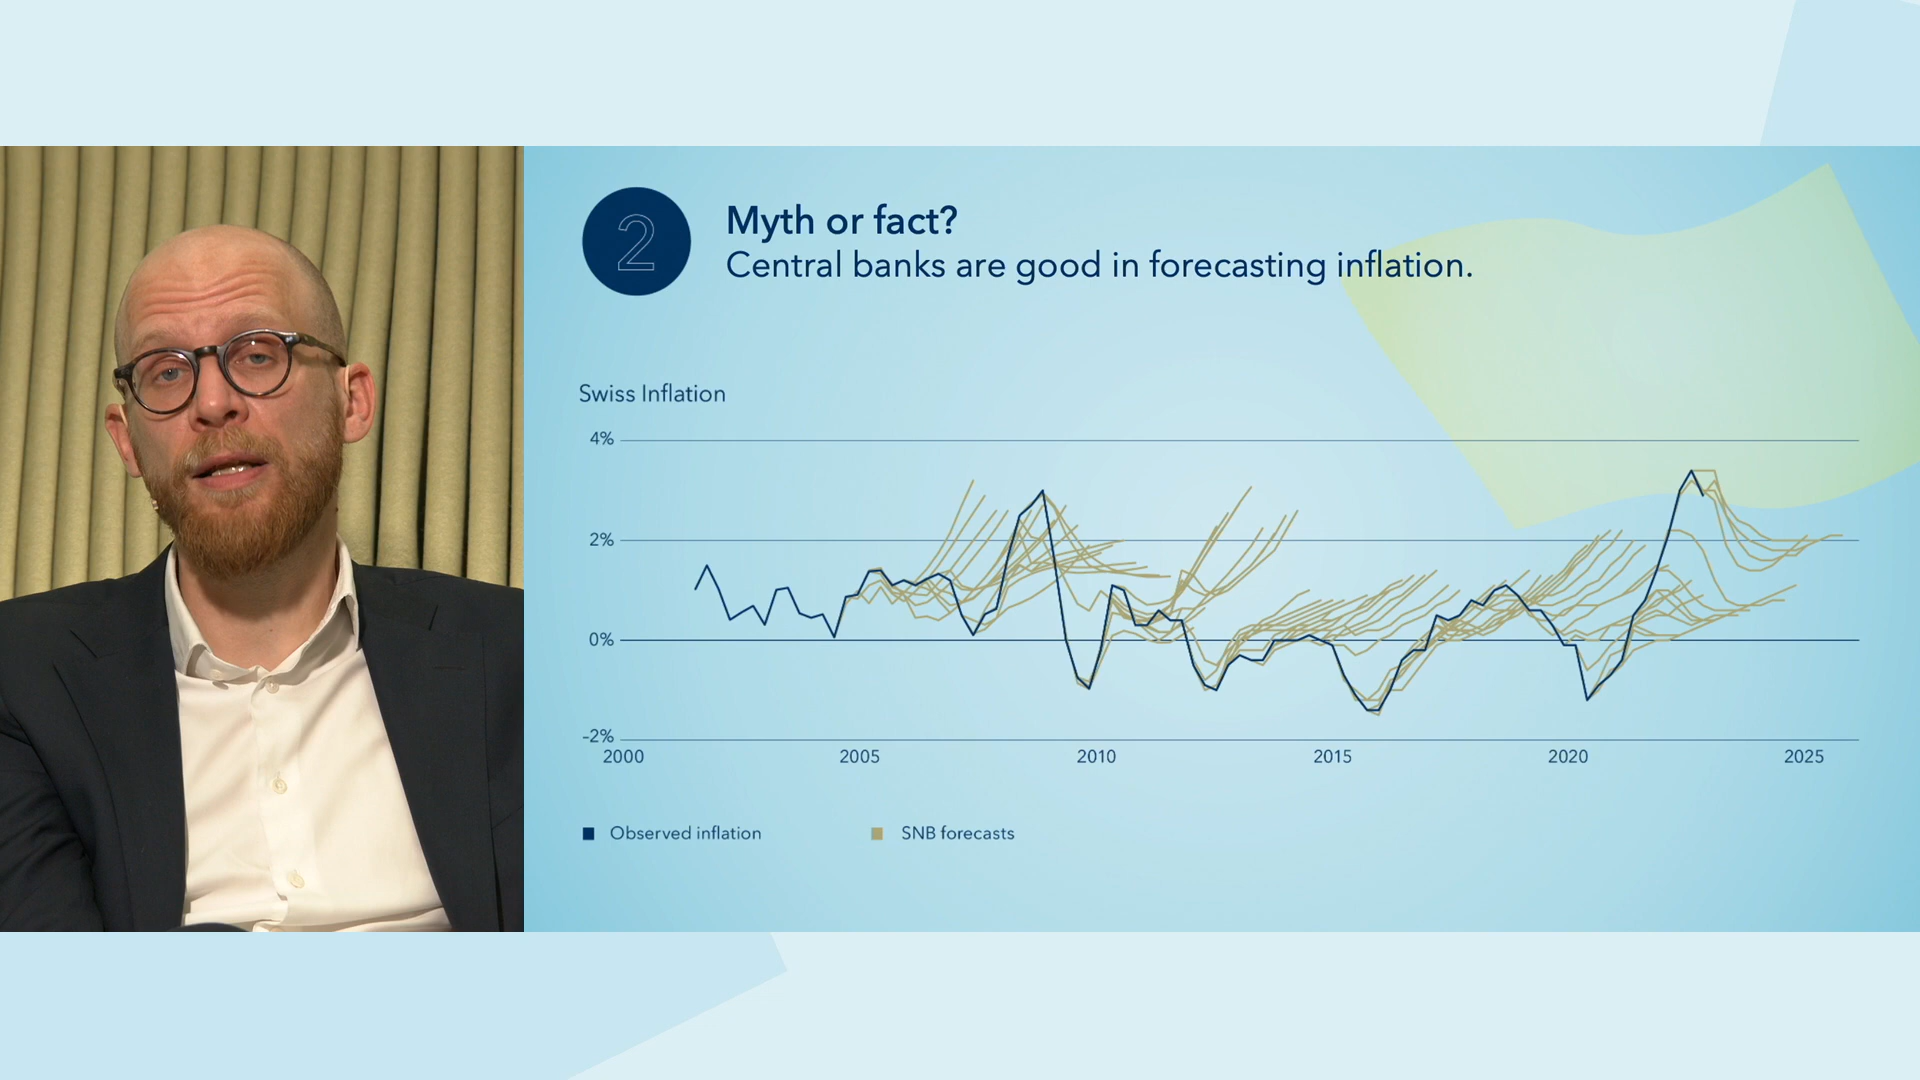 2
Myth or fact?
Central banks are good in forecasting inflation.
Swiss Inflation
4%
2%
0%
-2%
2000 2005 2010 2015 2020 2025
Observed inflation SNB forecasts